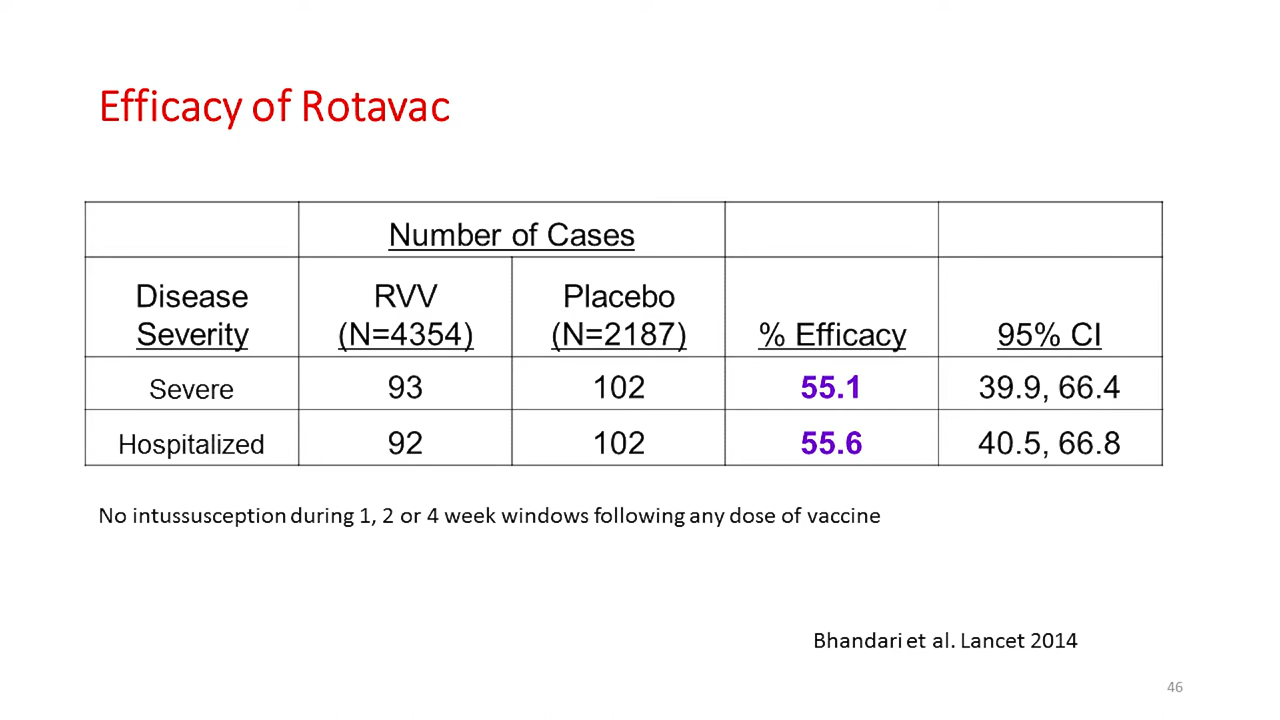 Efficacy of Rotavac
Number of Cases
Disease Severity RVV (N=4354) Placebo (N=2187) % Efficacy 95% CI
Severe 93 102 55.1 39.9, 66.4
Hospitalized 92 102 55.6 40.5, 66.8
No intussusception during 1, 2 or 4 week windows following any dose of vaccine
Bhandari et al. Lancet 2014
46